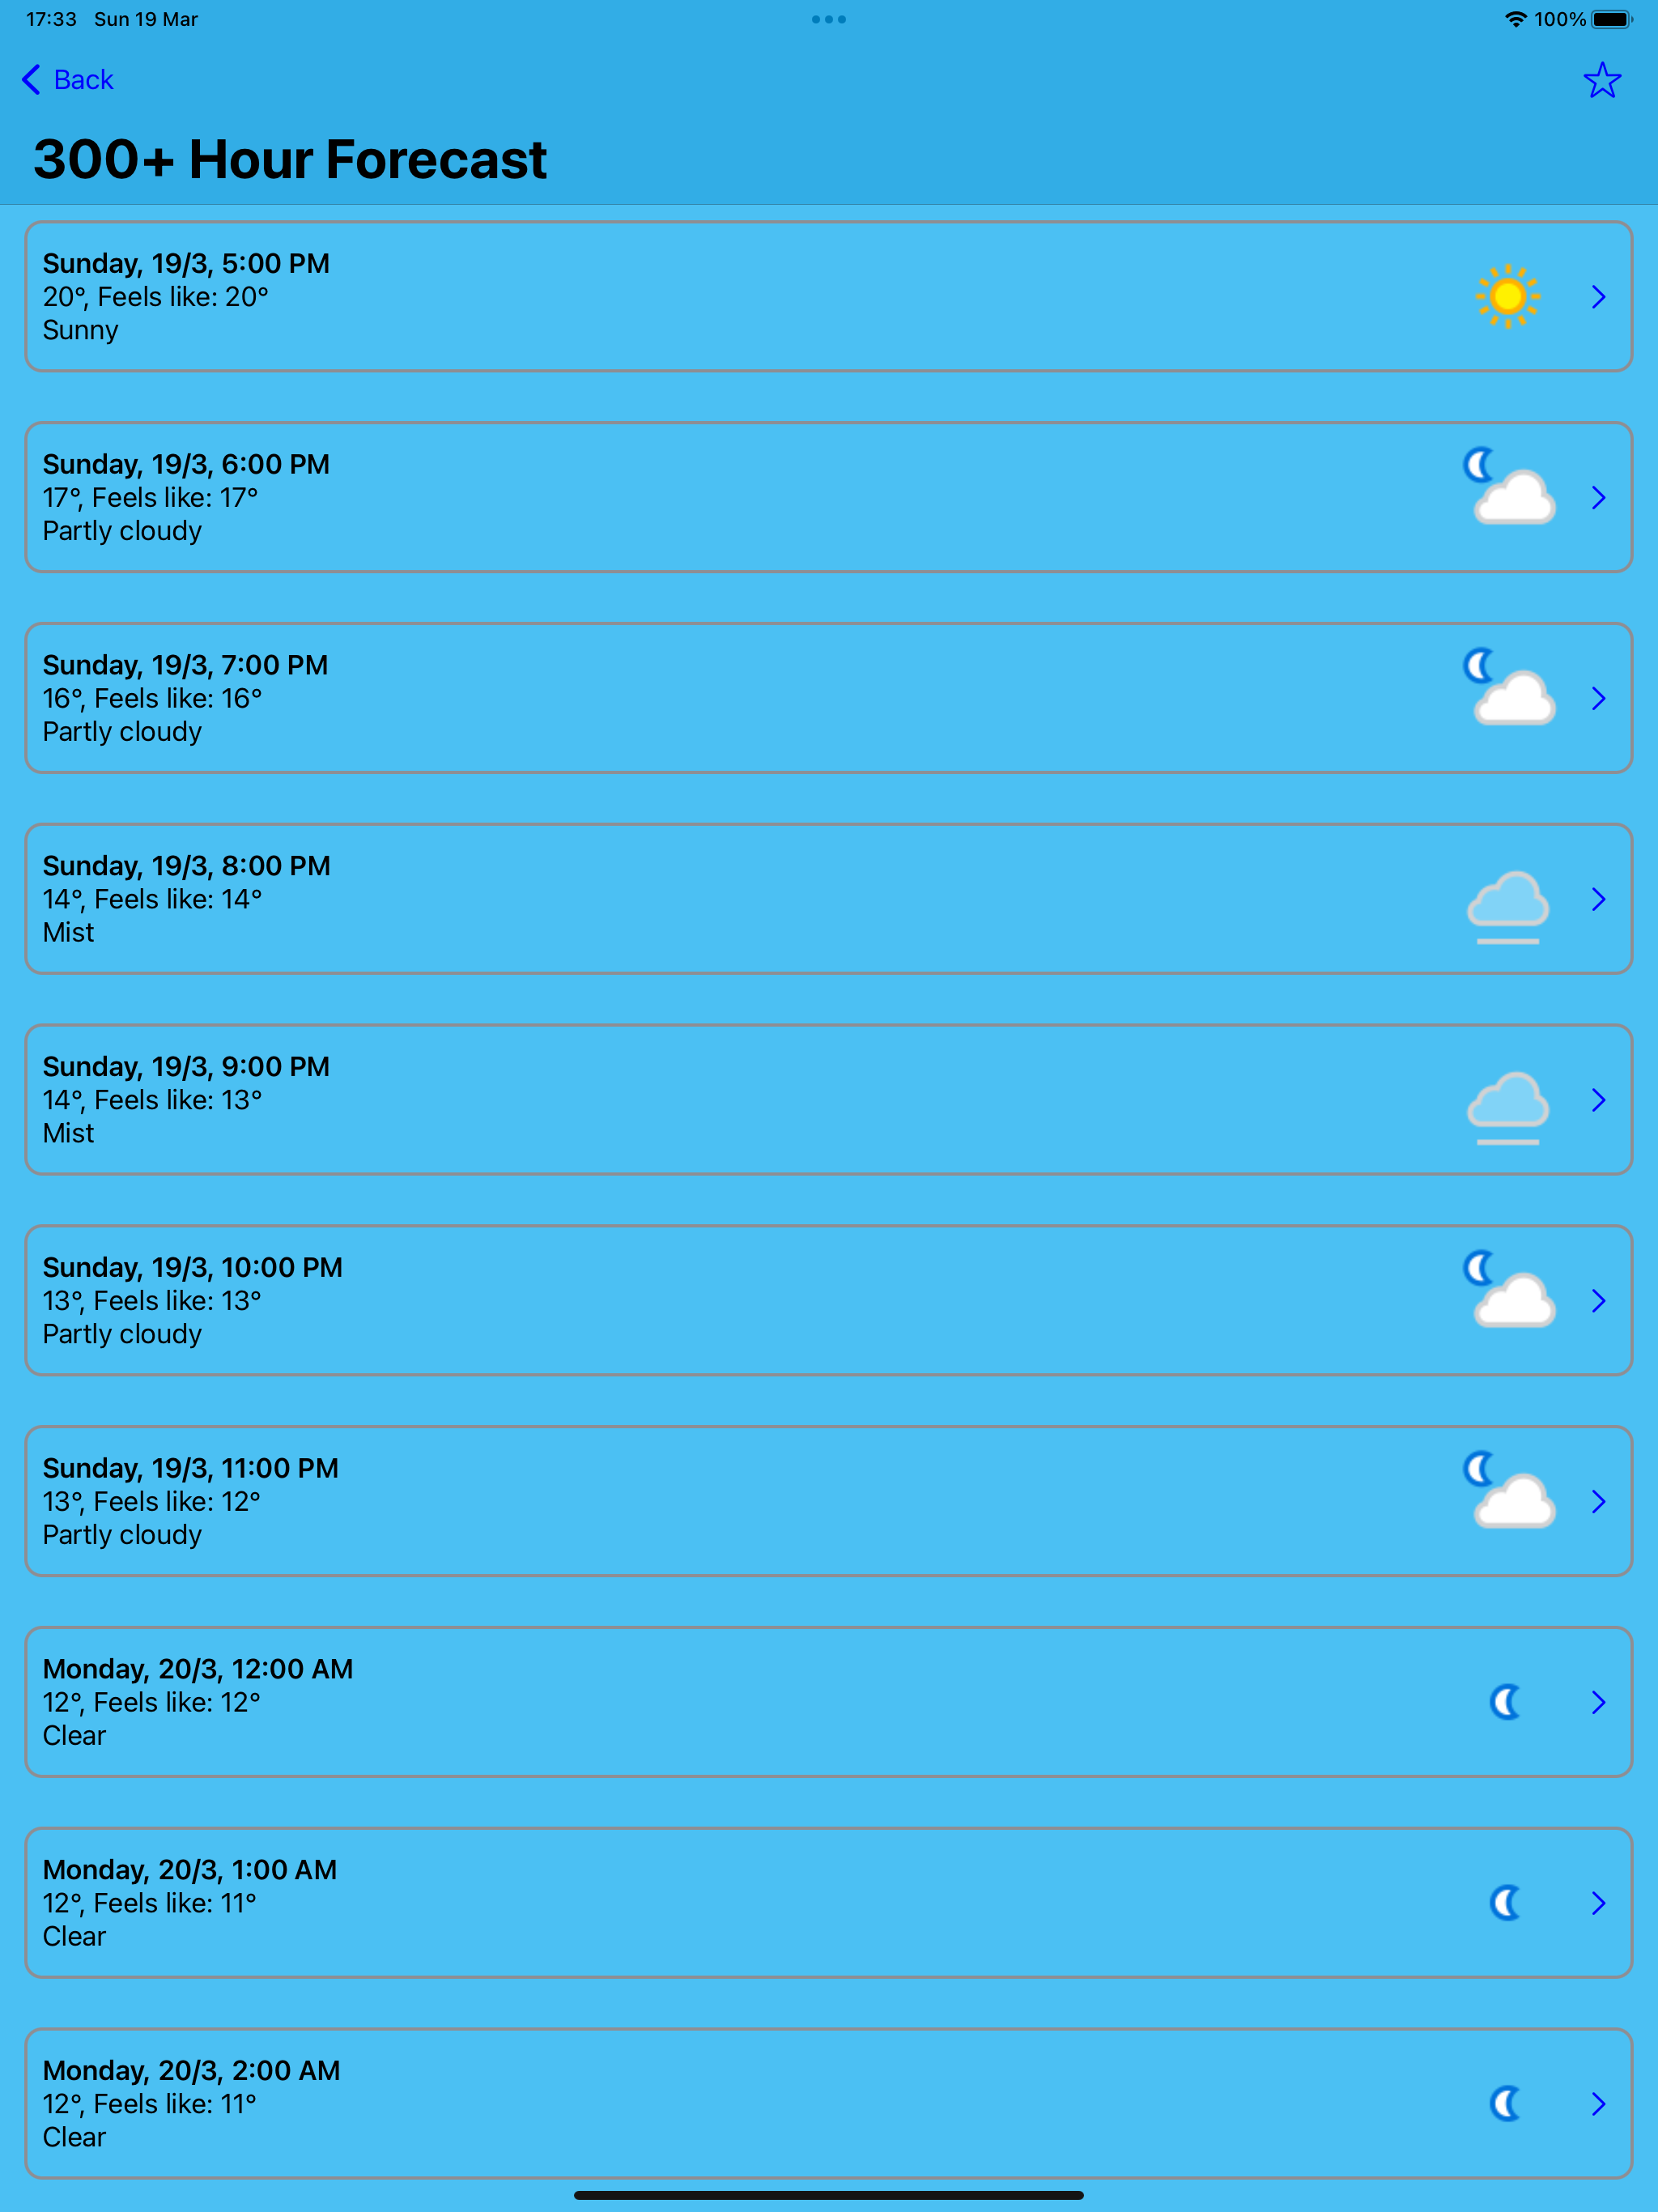 17:33 Sun 19 Mar
100%
Back
300+ Hour Forecast
Sunday, 19/3, 5:00 PM
20°, Feels like: 20°
Sunny
Sunday, 19/3, 6:00 PM
17°, Feels like: 17°
Partly cloudy
Sunday, 19/3, 7:00 PM
16°, Feels like: 16°
Partly cloudy
Sunday, 19/3, 8:00 PM
14°, Feels like: 14°
Mist
Sunday, 19/3, 9:00 PM
14°, Feels like: 13°
Mist
Sunday, 19/3, 10:00 PM
13°, Feels like: 13°
Partly cloudy
Sunday, 19/3, 11:00 PM
13°, Feels like: 12°
Partly cloudy
Monday, 20/3, 12:00 AM
12°, Feels like: 12°
Clear
Monday, 20/3, 1:00 AM
12°, Feels like: 11°
Clear
Monday, 20/3, 2:00 AM
12°, Feels like: 11°
Clear